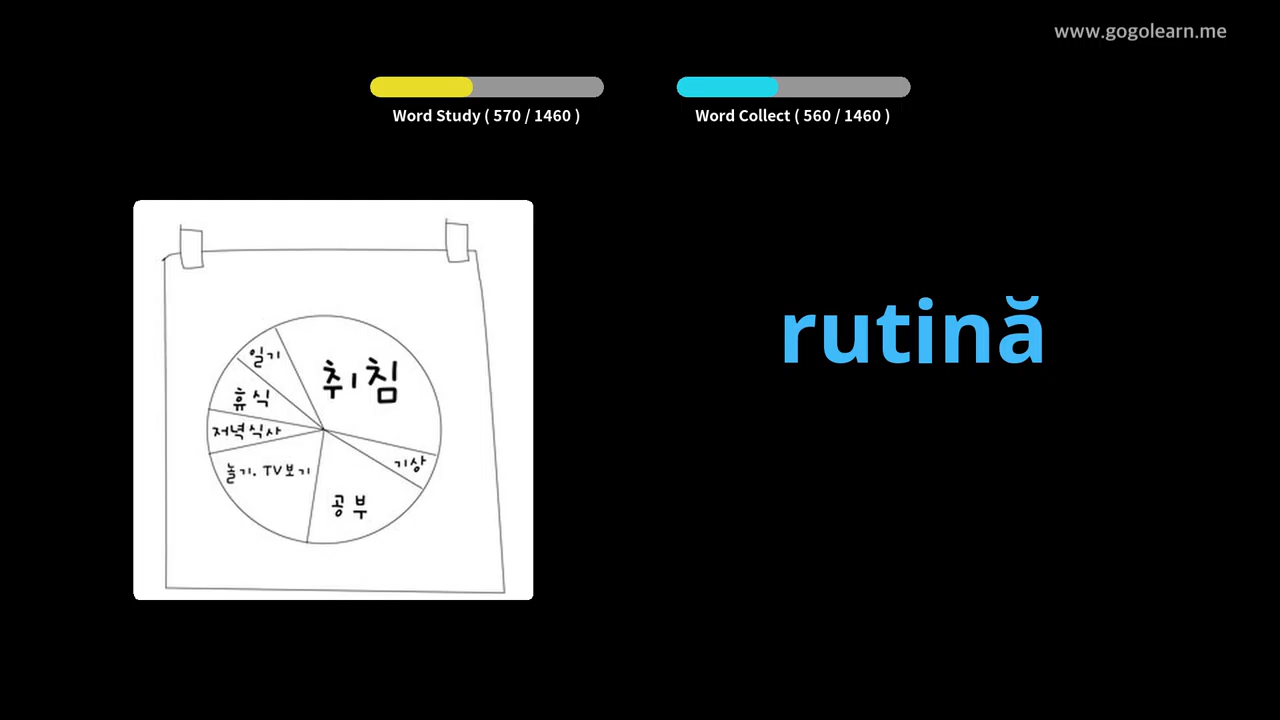 www.gogolearn.me
Word Study ( 570 / 1460 )
Word Collect ( 560 / 1460 )
일기
취침
휴식
저녁식사
기상
놀기. TV보기
공부
rutină